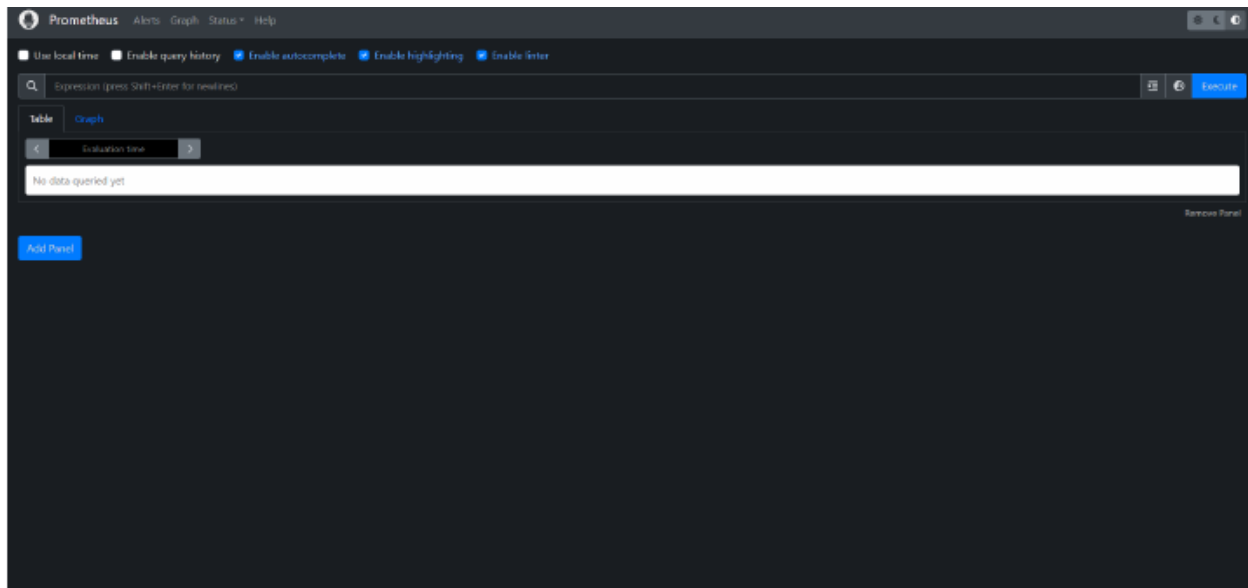 Prometheus Alerts Graph Status Help
Use local time Enable query history Enable autocomplete Enable highlighting Enable linter
Expression (press Shift+Enter for newlines) Execute
Table Graph
Evaluation time
No data queried yet
Remove Panel
Add Panel